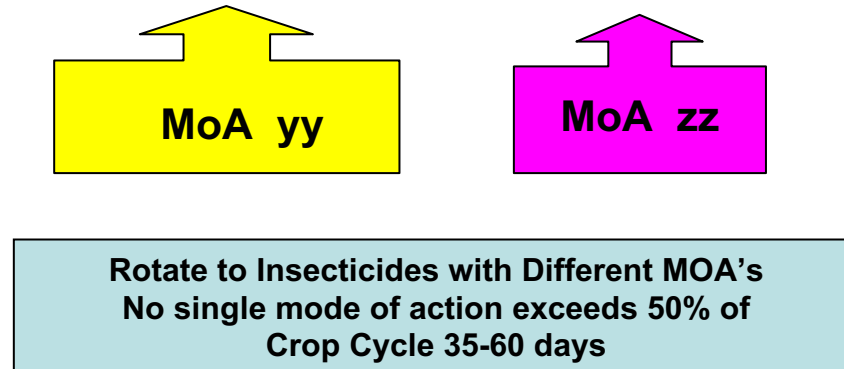 MoA yy
MoA zz
Rotate to Insecticides with Different MOA's
No single mode of action exceeds 50% of
Crop Cycle 35-60 days